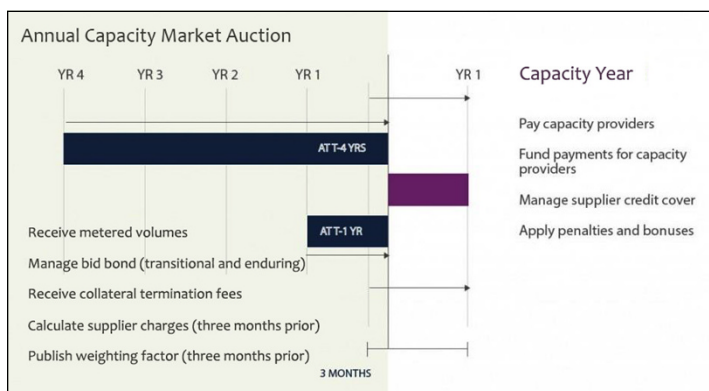 Annual Capacity Market Auction
YR 4
YR 3
YR 2
YR 1
YR 1
Capacity Year
Pay capacity providers
ATT-4 YRS
Fund payments for capacity
providers
Manage supplier credit cover
Receive metered volumes
ATT-1 YR
Apply penalties and bonuses
Manage bid bond (transitional and enduring)
Receive collateral termination fees
Calculate supplier charges (three months prior)
Publish weighting factor (three months prior)
3 MONTHS